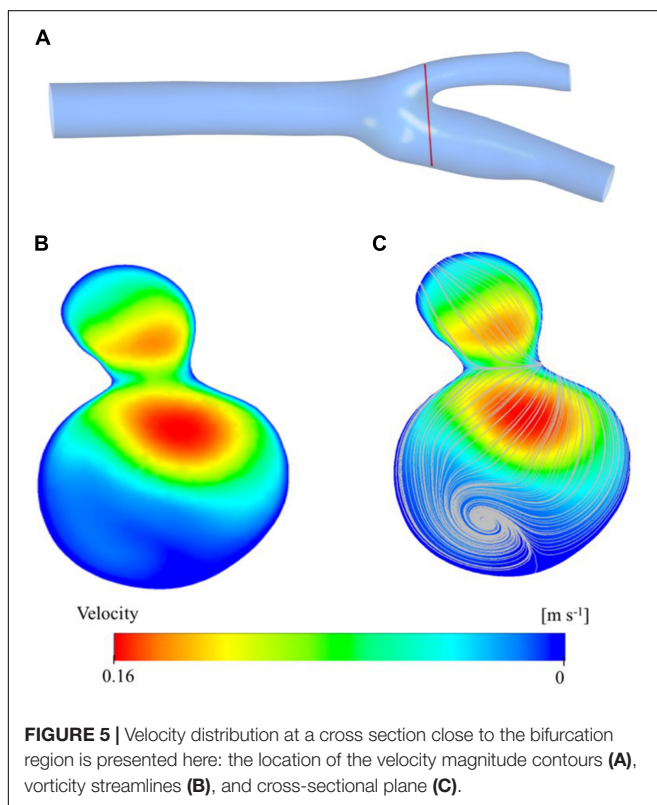 A
B
C
Velocity
[m s⁻¹]
0.16
0
FIGURE 5 | Velocity distribution at a cross section close to the bifurcation
region is presented here: the location of the velocity magnitude contours (A),
vorticity streamlines (B), and cross-sectional plane (C).